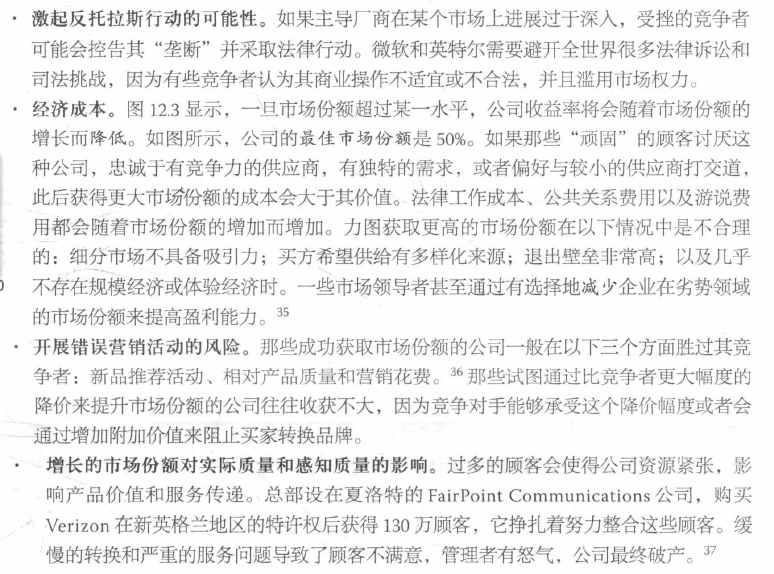 · 激起反托拉斯行动的可能性。如果主导厂商在某个市场上进展过于深入，受挫的竞争者
可能会控告其“垄断”并采取法律行动。微软和英特尔需要避开全世界很多法律诉讼和
司法挑战，因为有些竞争者认为其商业操作不适宜或不合法，并且滥用市场权力。
· 经济成本。图 12.3 显示，一旦市场份额超过某一水平，公司收益率将会随着市场份额的
增长而降低。如图所示，公司的最佳市场份额是 50%。如果那些“顽固”的顾客讨厌这
种公司，忠诚于有竞争力的供应商，有独特的需求，或者偏好与较小的供应商打交道，
此后获得更大市场份额的成本会大于其价值。法律工作成本、公共关系费用以及游说费
用都会随着市场份额的增加而增加。力图获取更高的市场份额在以下情况中是不合理
的：细分市场不具备吸引力；买方希望供给有多样化来源；退出壁垒非常高；以及几乎
不存在规模经济或体验经济时。一些市场领导者甚至通过有选择地减少企业在劣势领域
的市场份额来提高盈利能力。35
· 开展错误营销活动的风险。那些成功获取市场份额的公司一般在以下三个方面胜过其竞
争者：新品推荐活动、相对产品质量和营销花费。36 那些试图通过比竞争者更大幅度的
降价来提升市场份额的公司往往收获不大，因为竞争对手能够承受这个降价幅度或者会
通过增加附加价值来阻止买家转换品牌。
· 增长的市场份额对实际质量和感知质量的影响。过多的顾客会使得公司资源紧张，影
响产品价值和服务传递。总部设在夏洛特的 FairPoint Communications 公司，购买
Verizon 在新英格兰地区的特许权后获得 130 万顾客，它挣扎着努力整合这些顾客。缓
慢的转换和严重的服务问题导致了顾客不满意，管理者有怒气，公司最终破产。37